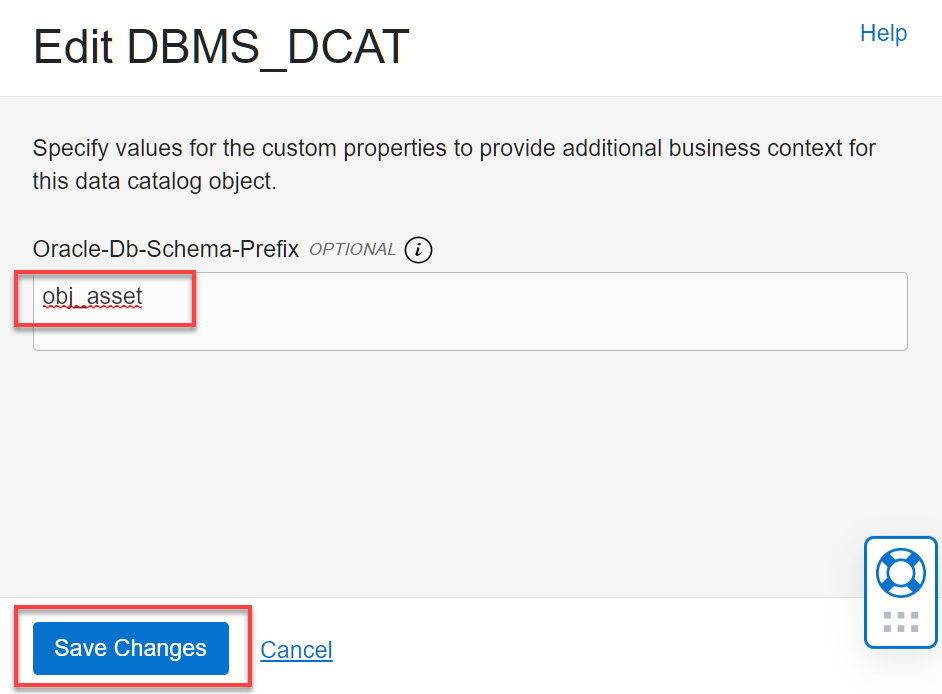 Edit DBMS_DCAT
Help
Specify values for the custom properties to provide additional business context for
this data catalog object.
Oracle-Db-Schema-Prefix OPTIONAL i
obj_asset
Save Changes
Cancel